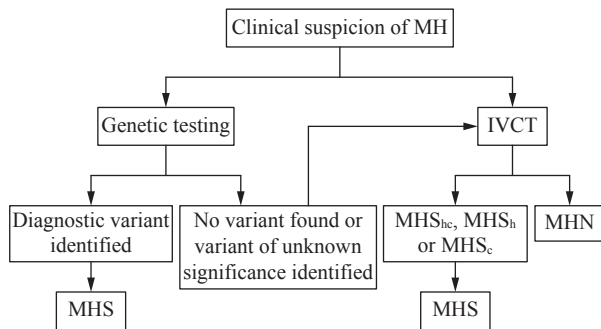 Clinical suspicion of MH
Genetic testing
IVCT
Diagnostic variant
identified
No variant found or
variant of unknown
significance identified
MHShc, MHSh
or MHSc
MHN
MHS
MHS